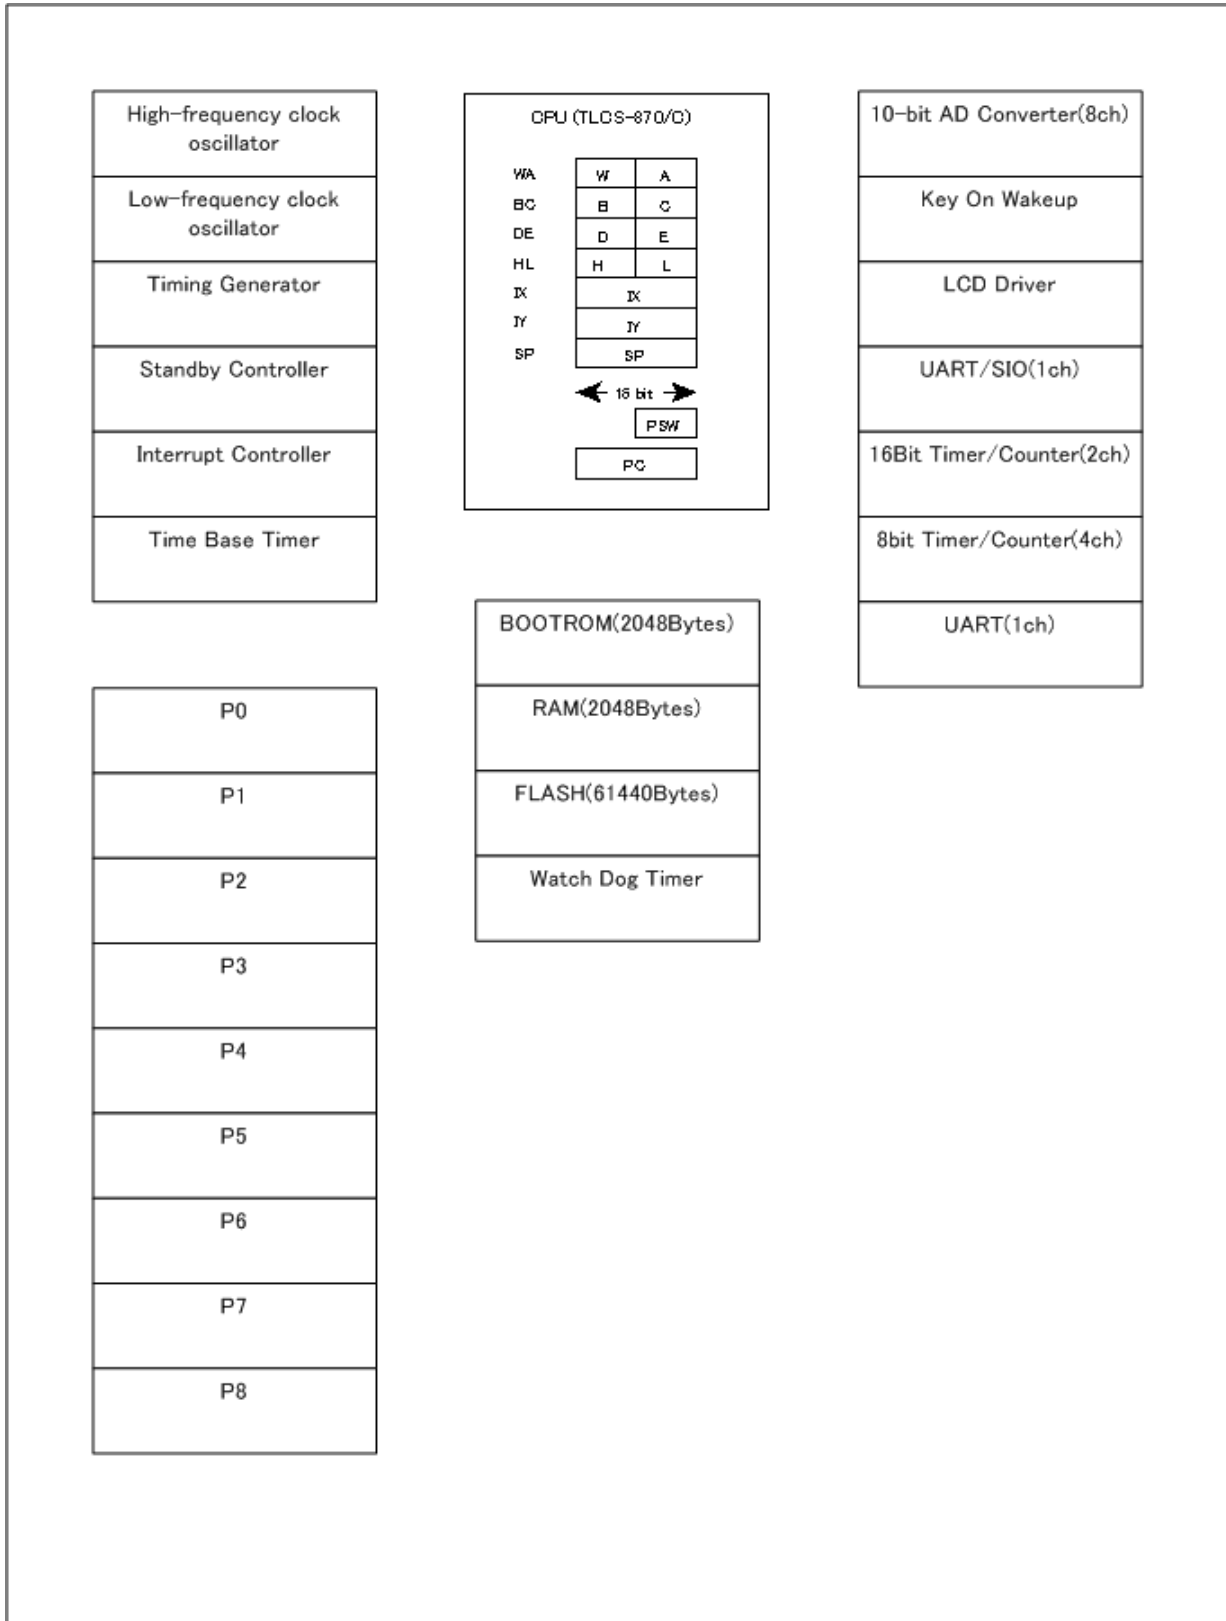 High-frequency clock
oscillator
Low-frequency clock
oscillator
Timing Generator
Standby Controller
Interrupt Controller
Time Base Timer
P0
P1
P2
P3
P4
P5
P6
P7
P8
CPU (TLCS-870/C)
WA W A
BC B C
DE D E
HL H L
IX IX
IY IY
SP SP
16 bit
PSW
PC
BOOTROM(2048Bytes)
RAM(2048Bytes)
FLASH(61440Bytes)
Watch Dog Timer
10-bit AD Converter(8ch)
Key On Wakeup
LCD Driver
UART/SIO(1ch)
16Bit Timer/Counter(2ch)
8bit Timer/Counter(4ch)
UART(1ch)